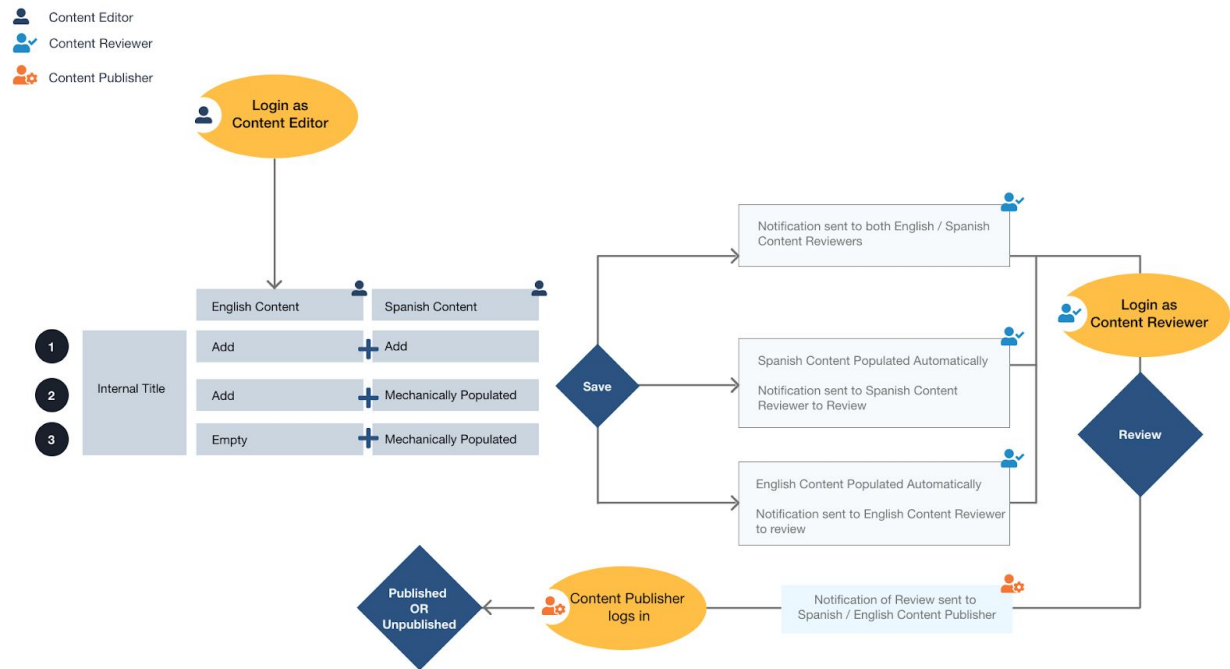 Content Editor
Content Reviewer
Content Publisher
Login as
Content Editor
English Content
Spanish Content
1
Internal Title
Add
Add
2
Add
Mechanically Populated
3
Empty
Mechanically Populated
Save
Notification sent to both English / Spanish
Content Reviewers
Spanish Content Populated Automatically
Notification sent to Spanish Content
Reviewer to Review
English Content Populated Automatically
Notification sent to English Content Reviewer
to review
Login as
Content Reviewer
Review
Notification of Review sent to
Spanish / English Content Publisher
Content Publisher
logs in
Published
OR
Unpublished